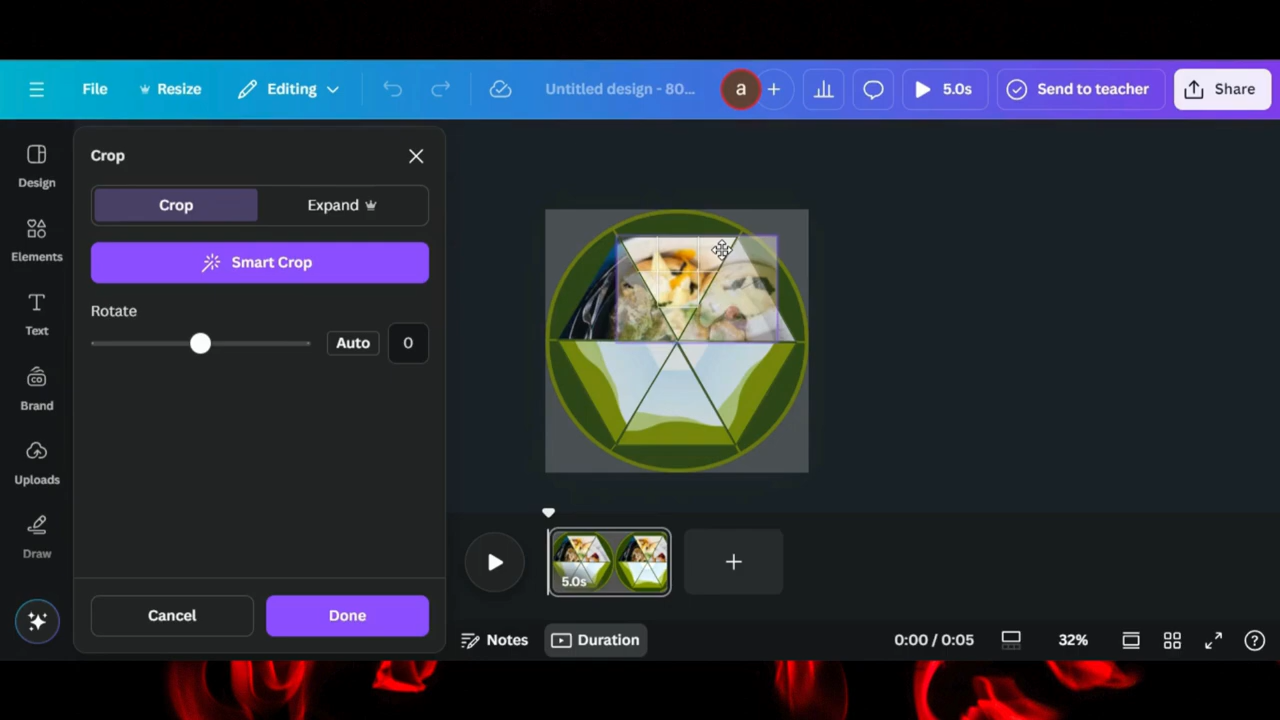 File Resize Editing Untitled design - 80... a 5.0s Send to teacher Share
Design
Elements
Text
Brand
Uploads
Draw
Crop
Crop Expand
Smart Crop
Rotate
Auto 0
Cancel Done
5.0s
Notes Duration 0:00 / 0:05 32%